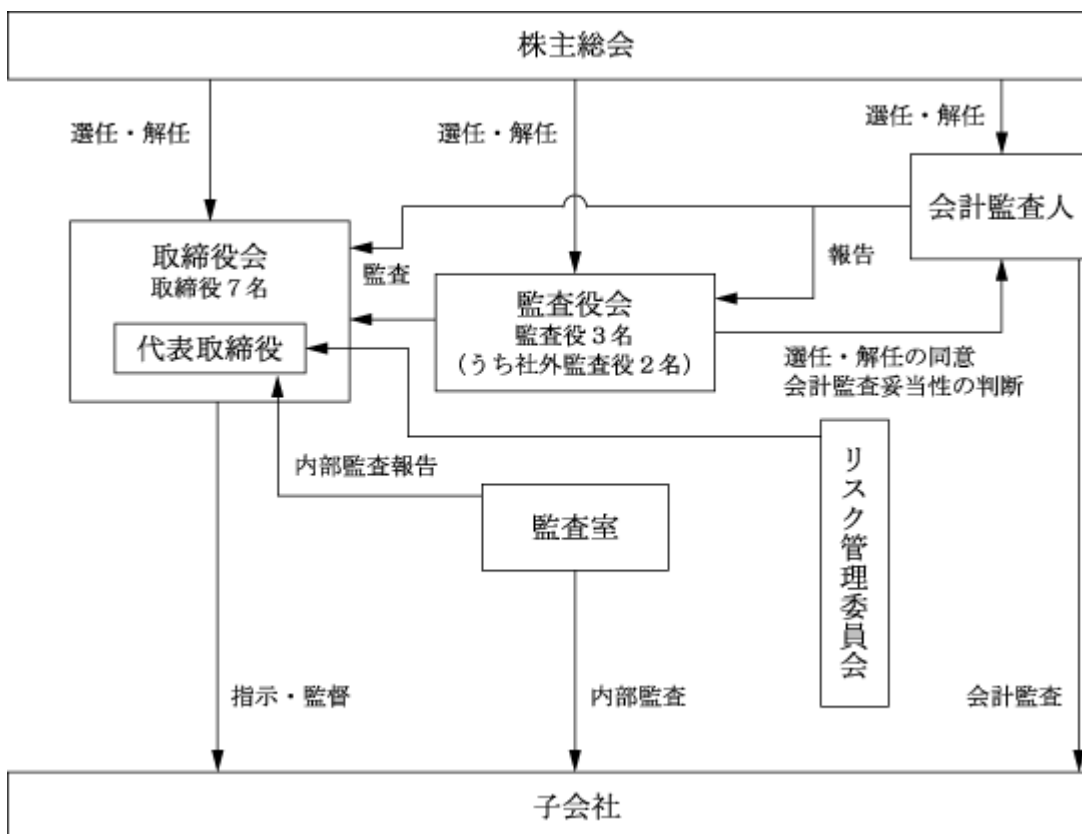 株主総会
選任・解任
選任・解任
選任・解任
会計監査人
取締役会
取締役7名
監査
報告
監査役会
監査役3名
(うち社外監査役2名)
代表取締役
選任・解任の同意
会計監査妥当性の判断
内部監査報告
監査室
リスク管理委員会
指示・監督
内部監査
会計監査
子会社